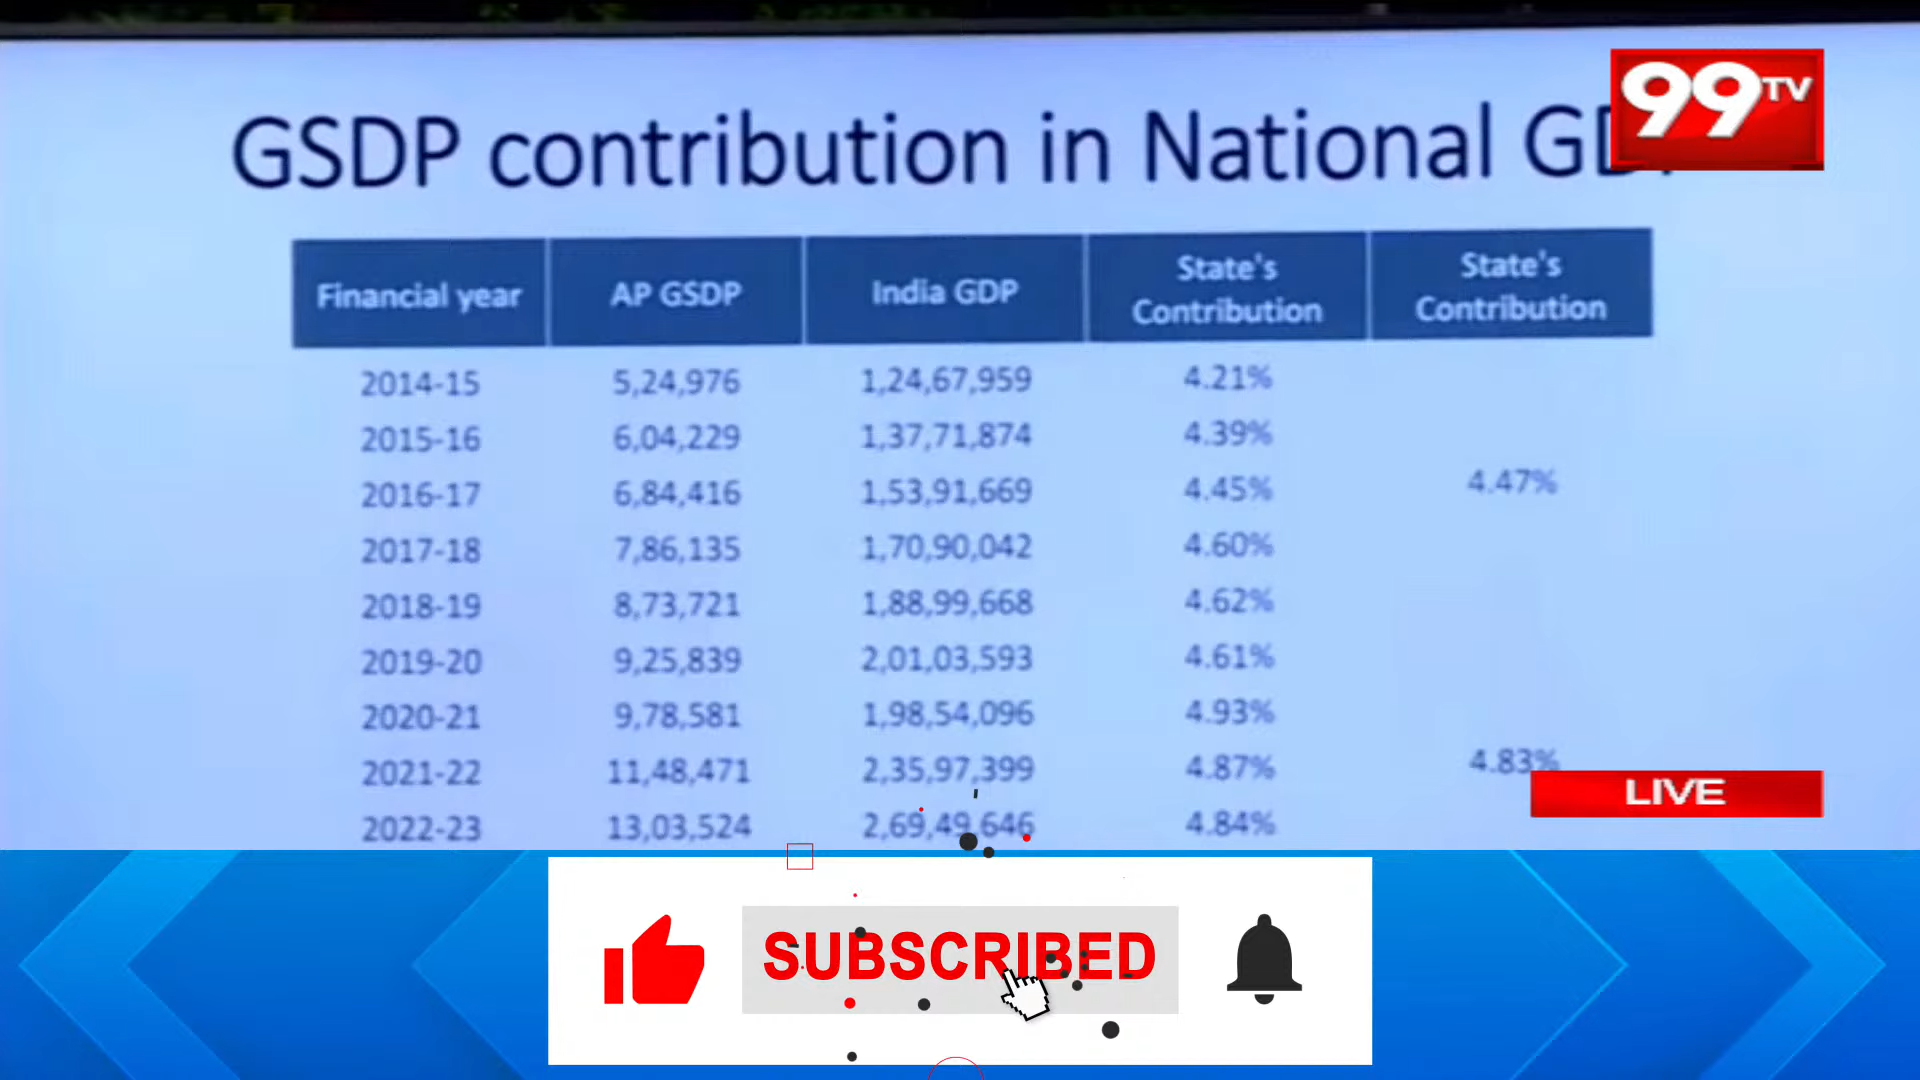 99 TV
GSDP contribution in National GDP
Financial year AP GSDP India GDP State's Contribution State's Contribution
2014-15 5,24,976 1,24,67,959 4.21%
2015-16 6,04,229 1,37,71,874 4.39%
2016-17 6,84,416 1,53,91,669 4.45% 4.47%
2017-18 7,86,135 1,70,90,042 4.60%
2018-19 8,73,721 1,88,99,668 4.62%
2019-20 9,25,839 2,01,03,593 4.61%
2020-21 9,78,581 1,98,54,096 4.93%
2021-22 11,48,471 2,35,97,399 4.87% 4.83%
2022-23 13,03,524 2,69,49,646 4.84%
LIVE
SUBSCRIBED